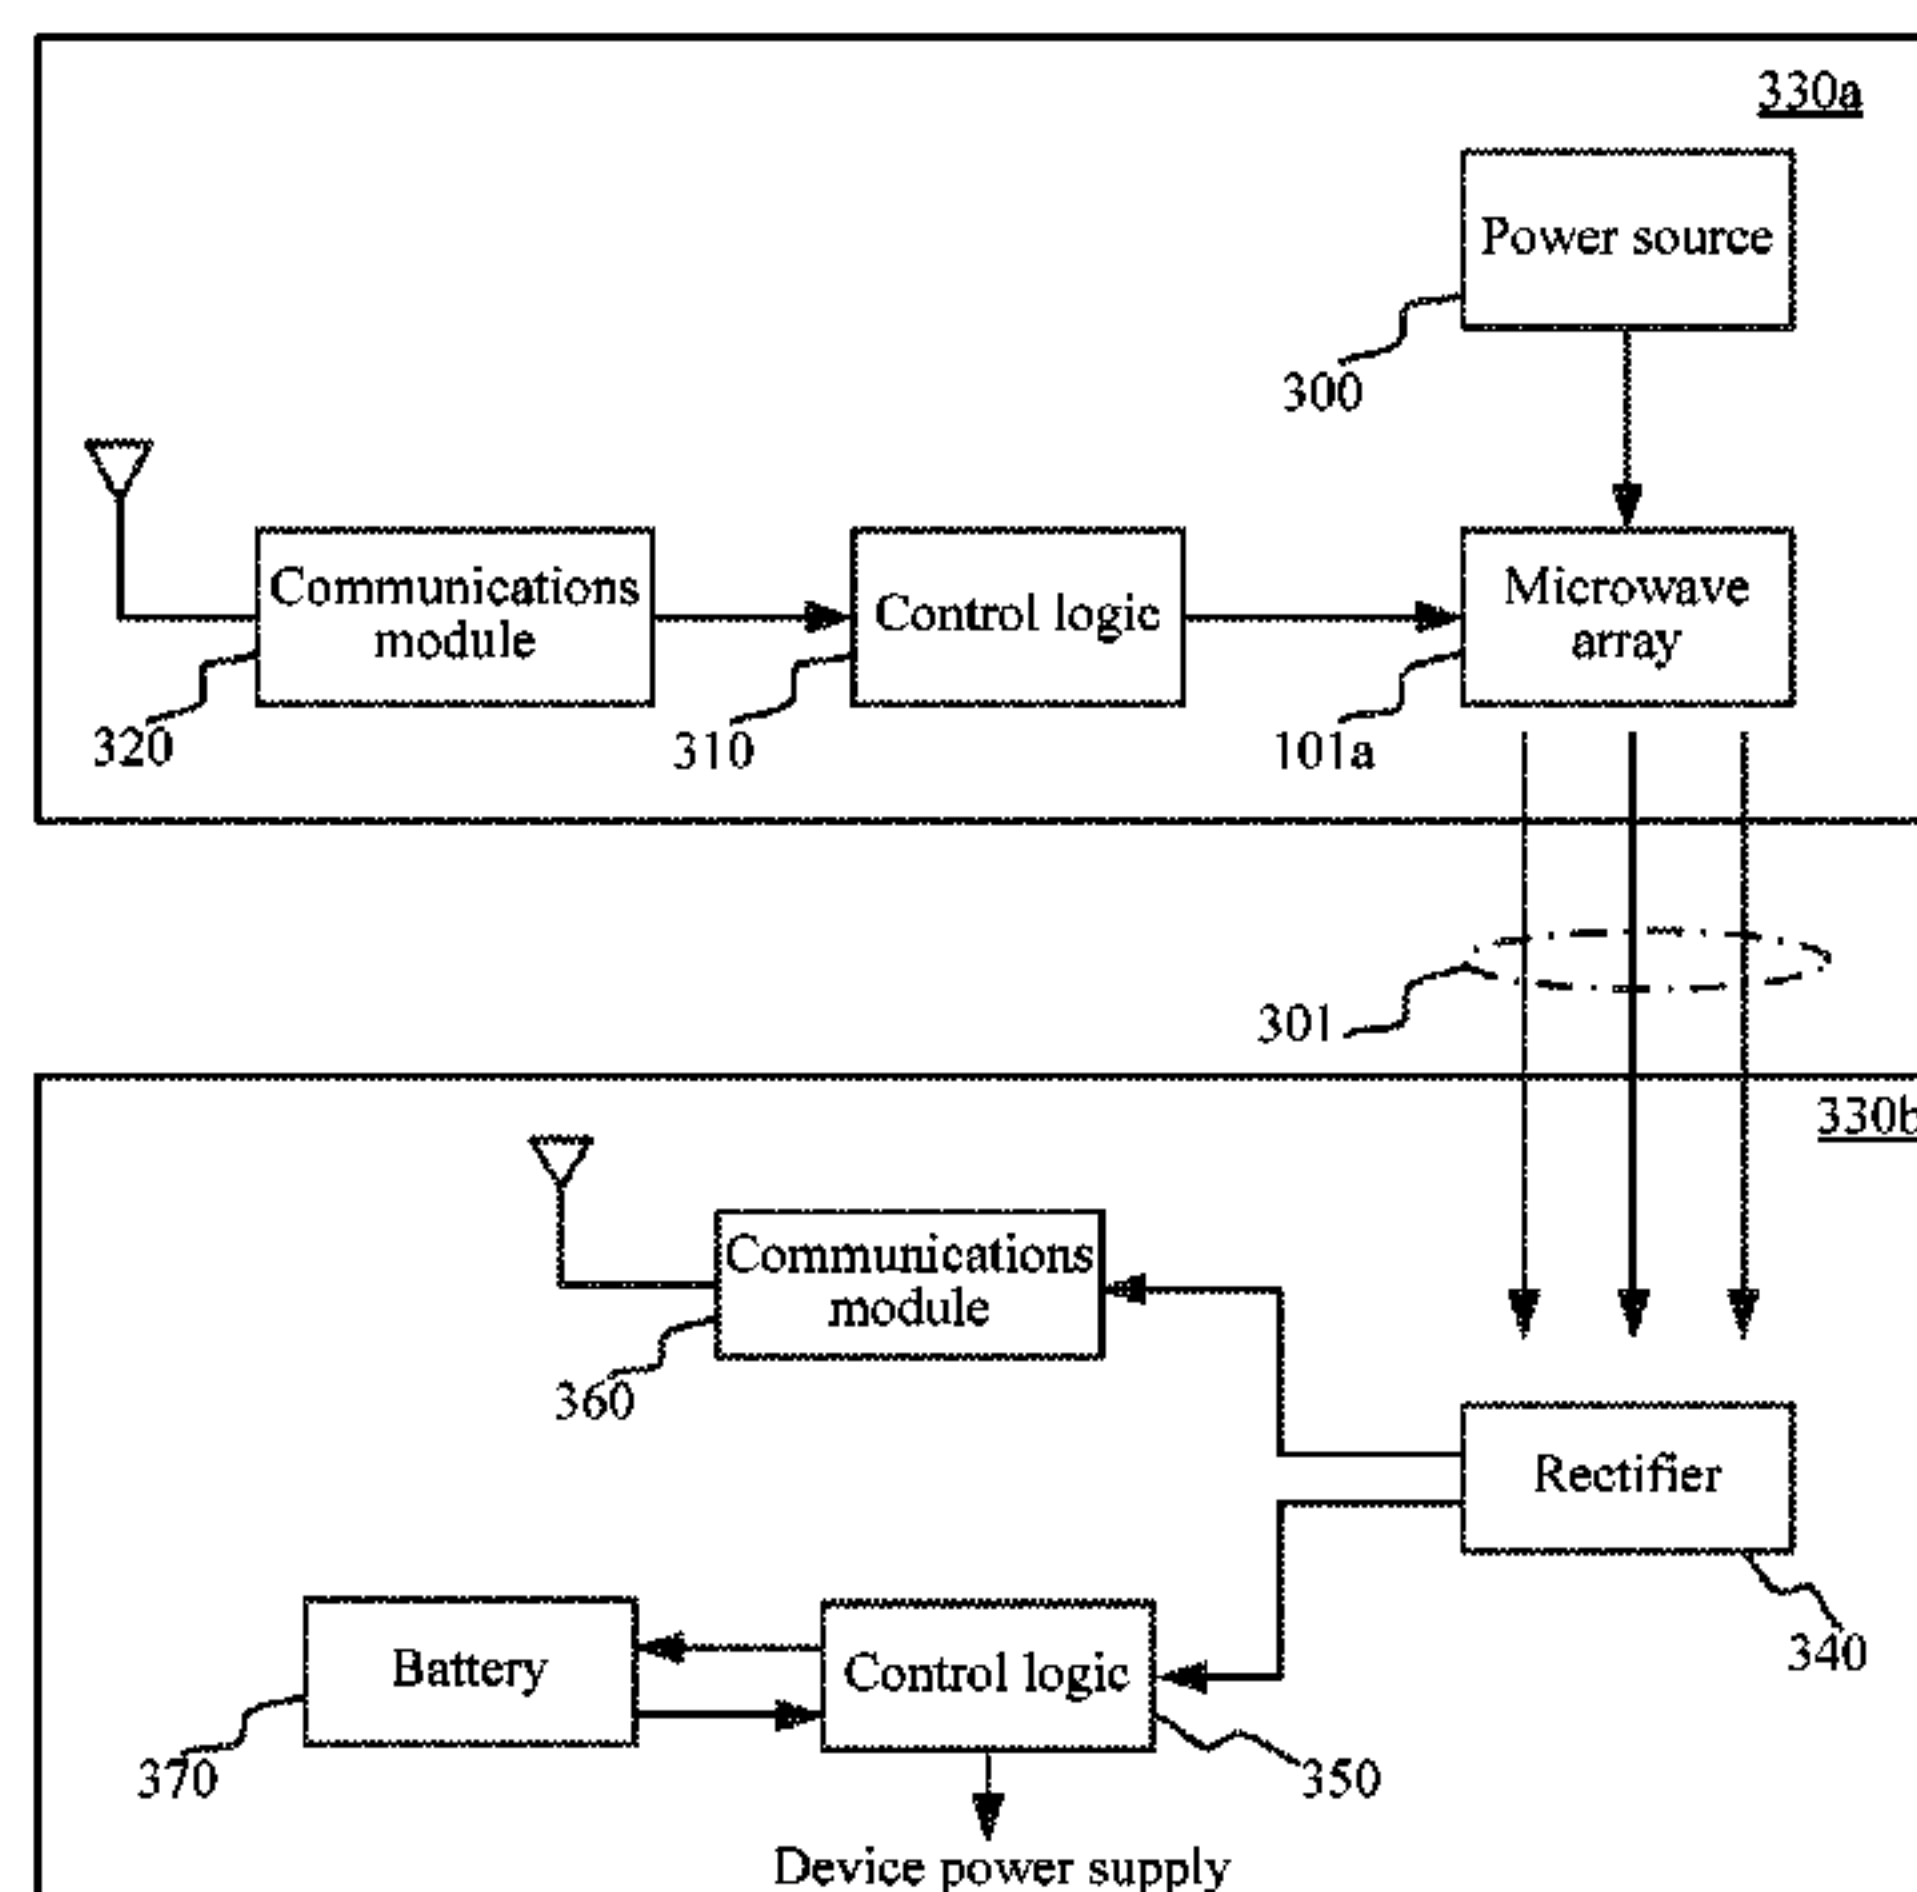 330a
Power source
300
Communications
module
Control logic
Microwave
array
320
310
101a
301
330b
Communications
module
360
Rectifier
340
Battery
Control logic
370
350
Device power supply